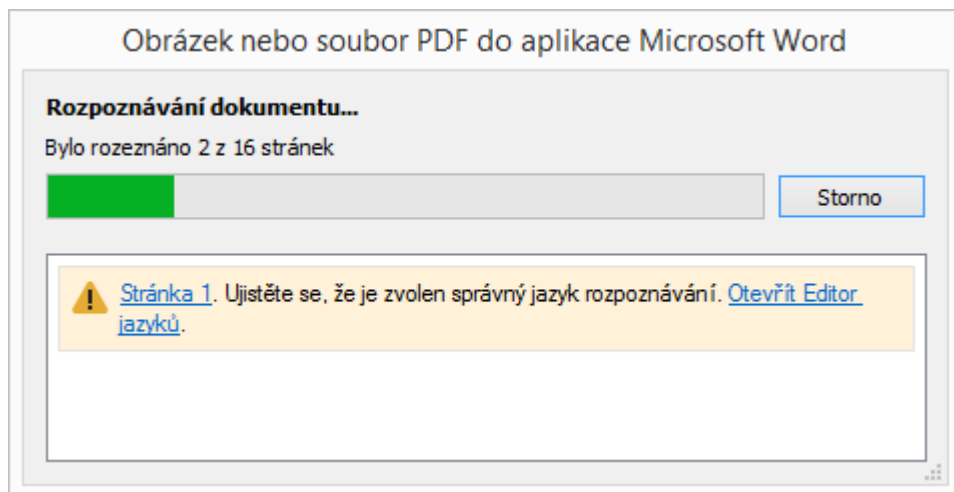 Obrázek nebo soubor PDF do aplikace Microsoft Word
Rozpoznávání dokumentu...
Bylo rozeznáno 2 z 16 stránek
Storno
Stránka 1. Ujistěte se, že je zvolen správný jazyk rozpoznávání. Otevřít Editor
jazyků.